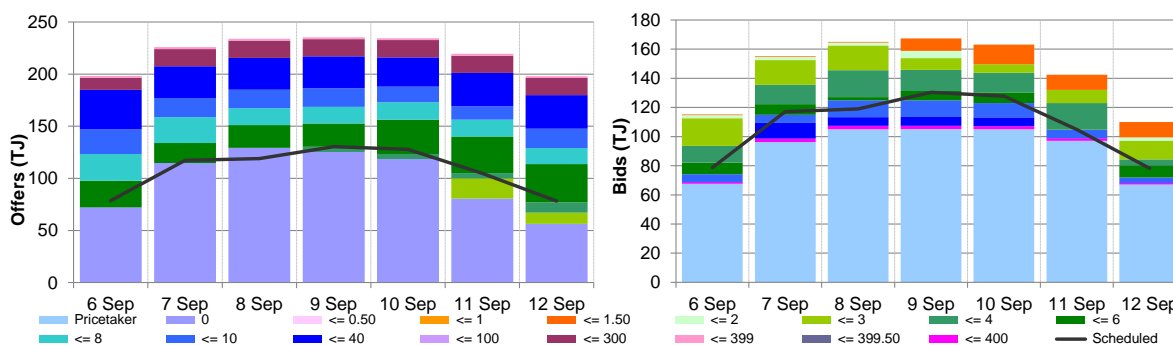 250
200
150
100
50
0
Offers (TJ)
6 Sep 7 Sep 8 Sep 9 Sep 10 Sep 11 Sep 12 Sep
180
160
140
120
100
80
60
40
20
0
Bids (TJ)
6 Sep 7 Sep 8 Sep 9 Sep 10 Sep 11 Sep 12 Sep
Pricetaker 0 <= 0.50 <= 1 <= 1.50 <= 2 <= 3 <= 4 <= 6
<= 8 <= 10 <= 40 <= 100 <= 300 <= 399 <= 399.50 <= 400 Scheduled